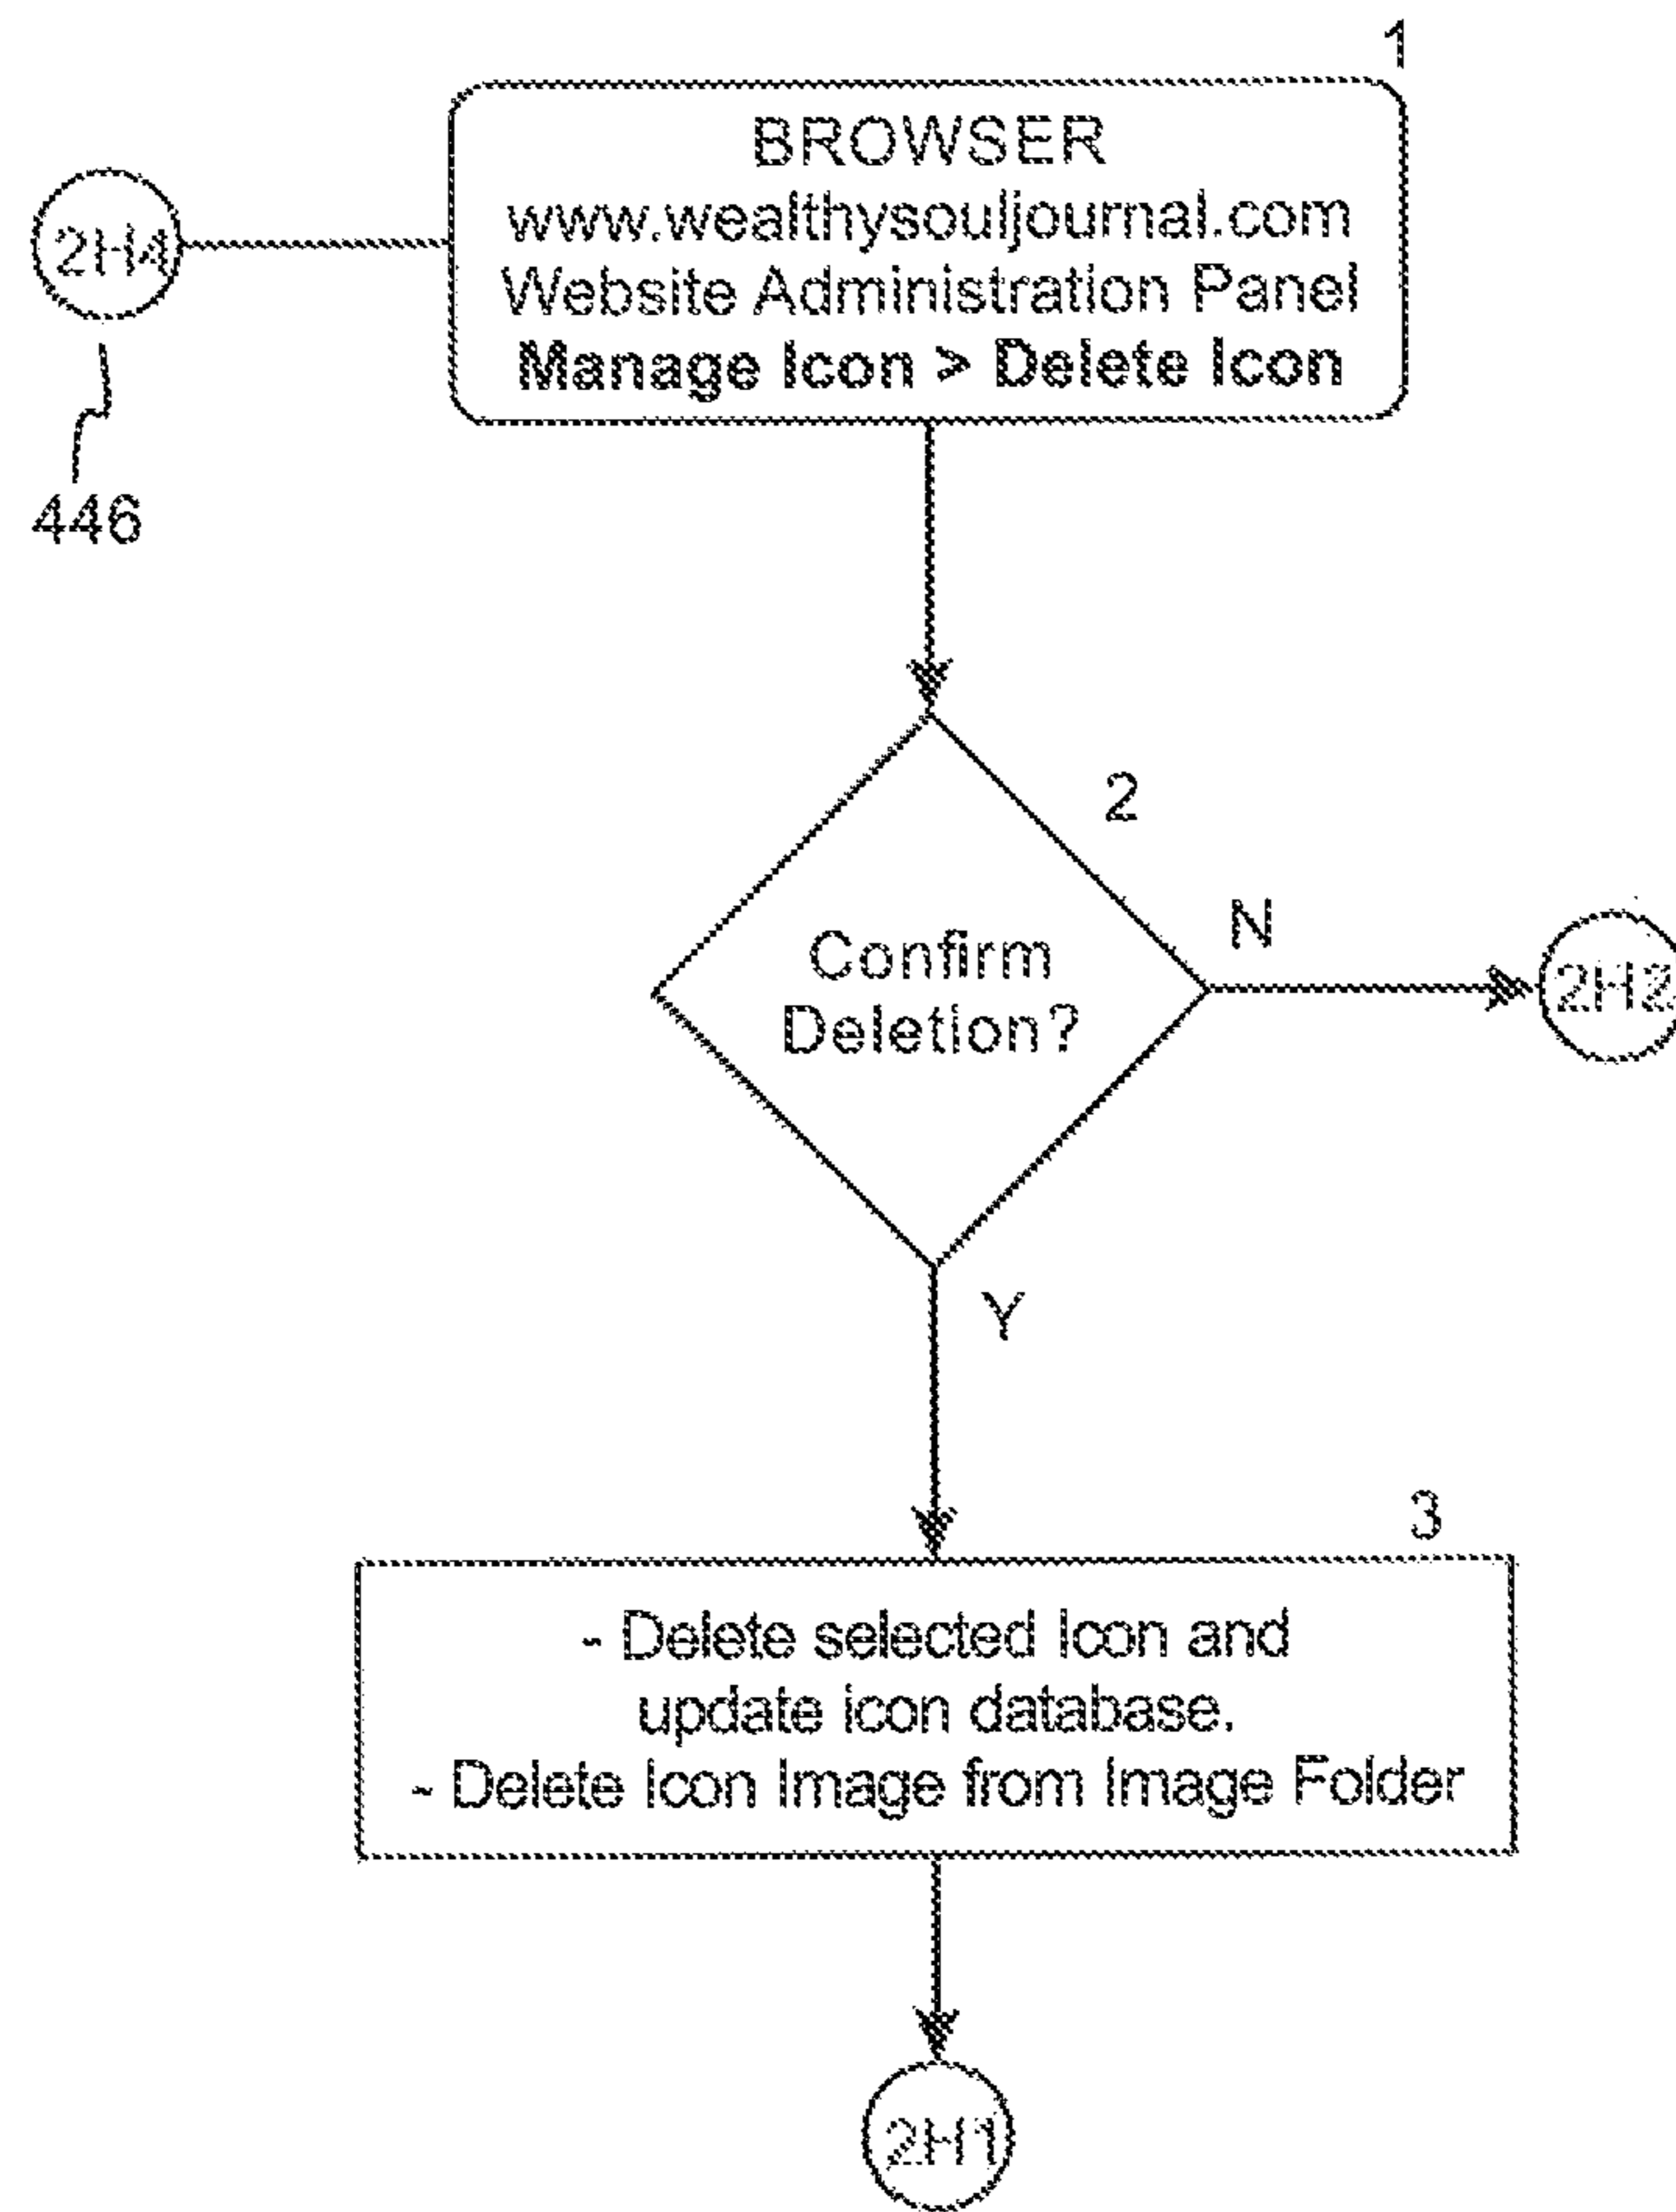 1
BROWSER
www.wealthysouljournal.com
Website Administration Panel
Manage Icon > Delete Icon
2H4
446
2
Confirm
Deletion?
N
2H2
Y
3
- Delete selected Icon and
update icon database.
- Delete Icon Image from Image Folder
2H1